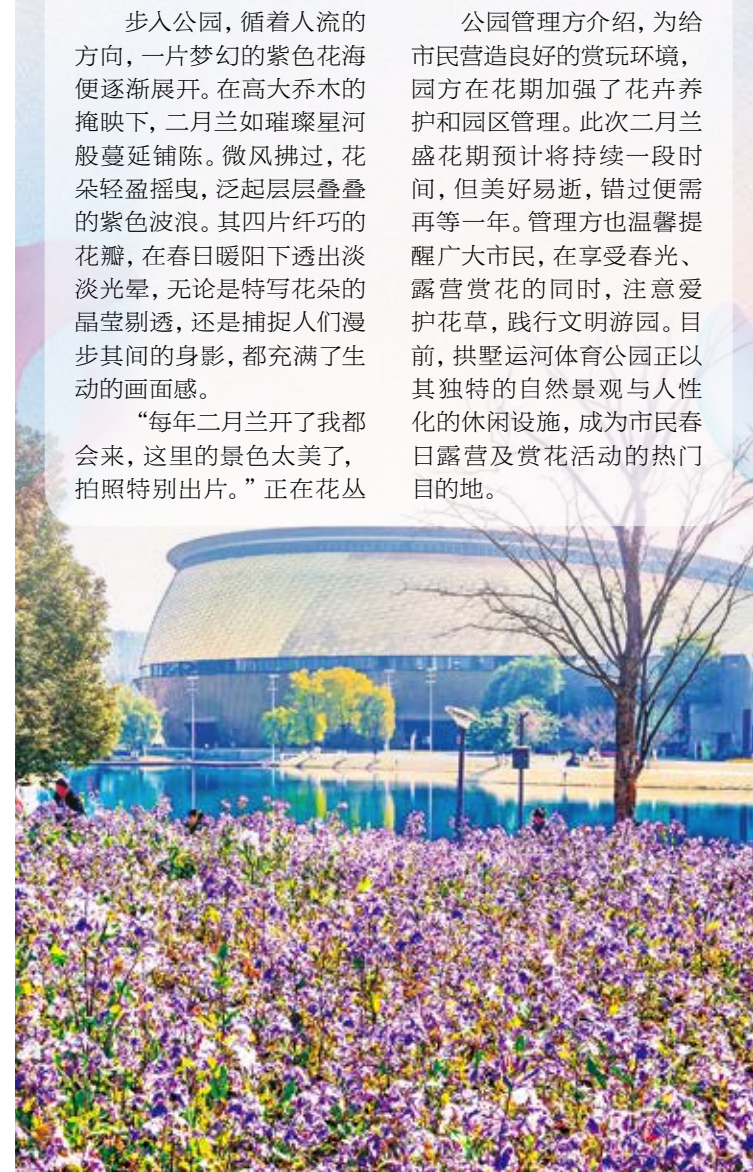 步入公园，循着人流的
方向，一片梦幻的紫色花海
便逐渐展开。在高大乔木的
掩映下，二月兰如璀璨星河
般蔓延铺陈。微风拂过，花
朵轻盈摇曳，泛起层层叠叠
的紫色波浪。其四片纤巧的
花瓣，在春日暖阳下透出淡
淡光晕，无论是特写花朵的
晶莹剔透，还是捕捉人们漫
步其间的身影，都充满了生
动的画面感。
“每年二月兰开了我都
会来，这里的景色太美了，
拍照特别出片。”正在花丛
公园管理方介绍，为给
市民营造良好的赏玩环境，
园方在花期加强了花卉养
护和园区管理。此次二月兰
盛花期预计将持续一段时
间，但美好易逝，错过便需
再等一年。管理方也温馨提
醒广大市民，在享受春光、
露营赏花的同时，注意爱
护花草，践行文明游园。目
前，拱墅运河体育公园正以
其独特的自然景观与人性
化的休闲设施，成为市民春
日露营及赏花活动的热门
目的地。